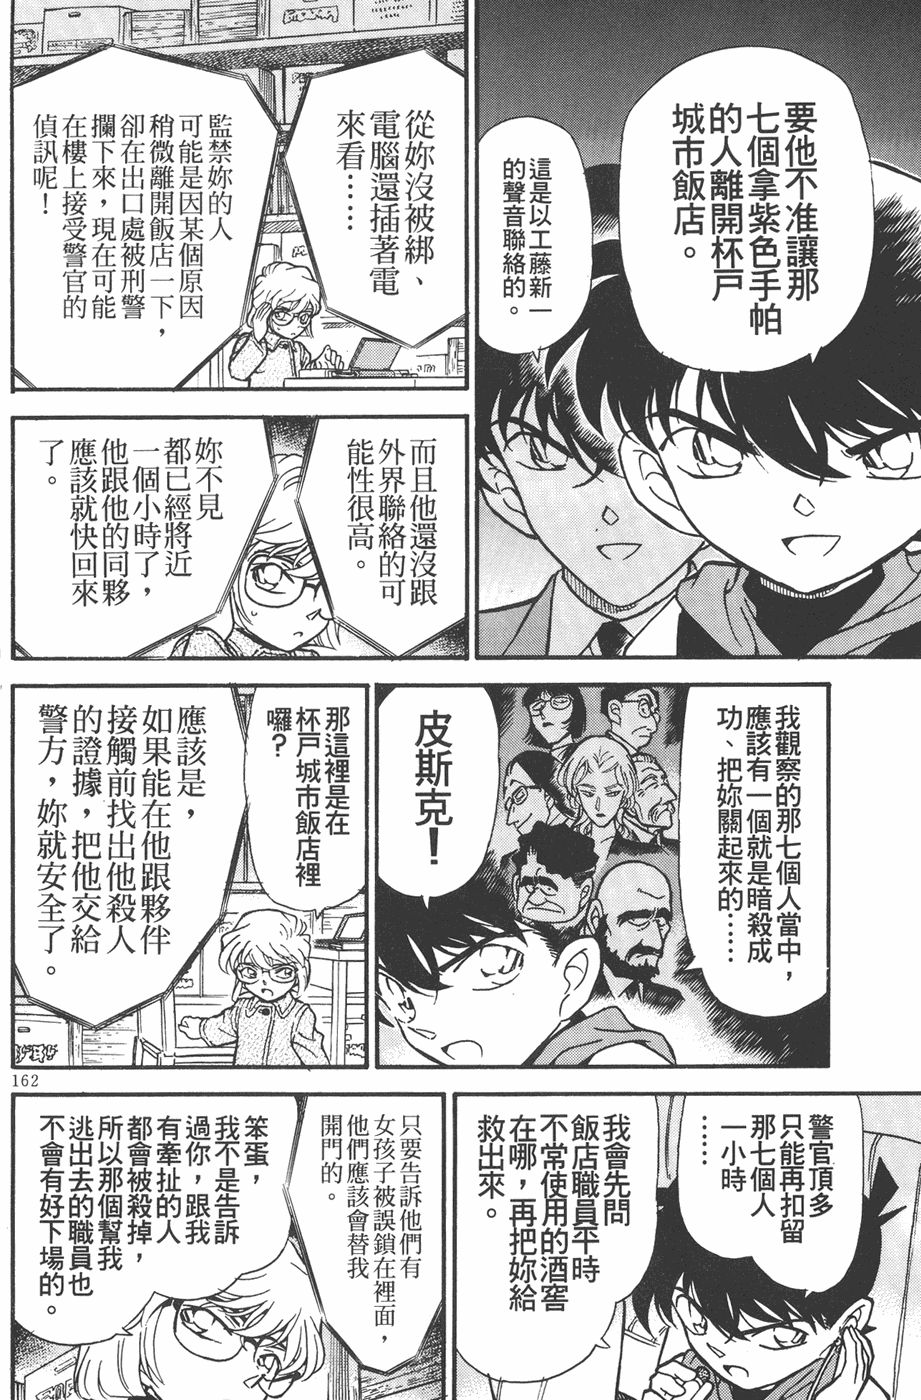 要他不准讓那
七個拿紫色手帕
的人離開杯戶
城市飯店。
這是以工藤新一
的聲音聯絡的。
從妳沒被綁、
電腦還插著電
來看……
監禁妳的人
可能是因某個原因
稍微離開飯店一下，
卻在出口處被刑警
攔下來，現在可能
在樓上接受警官的
偵訊呢！
而且他還沒跟
外界聯絡的可
能性很高。
妳不見
都已經將近
一個小時了，
他跟他的同夥
應該就快回來
了。
我觀察的那七個人當中，
應該有一個就是暗殺成
功、把妳關起來的……
皮斯克！
那這裡是在
杯戶城市飯店裡
囉？
應該是，
如果能在他跟夥伴
接觸前找出他殺人
的證據，把他交給
警方，妳就安全了。
162
警官頂多
只能再扣留
那七個人
一小時
……
我會先問
飯店職員平時
不常使用的酒窖
在哪，再把妳給
救出來。
只要告訴他們有
女孩子被誤鎖在裡面，
他們應該會替我
開門的。
笨蛋，
我不是告訴
過你，跟我
有牽扯的人
都會被殺掉，
所以那個幫我
逃出去的職員也
不會有好下場的。